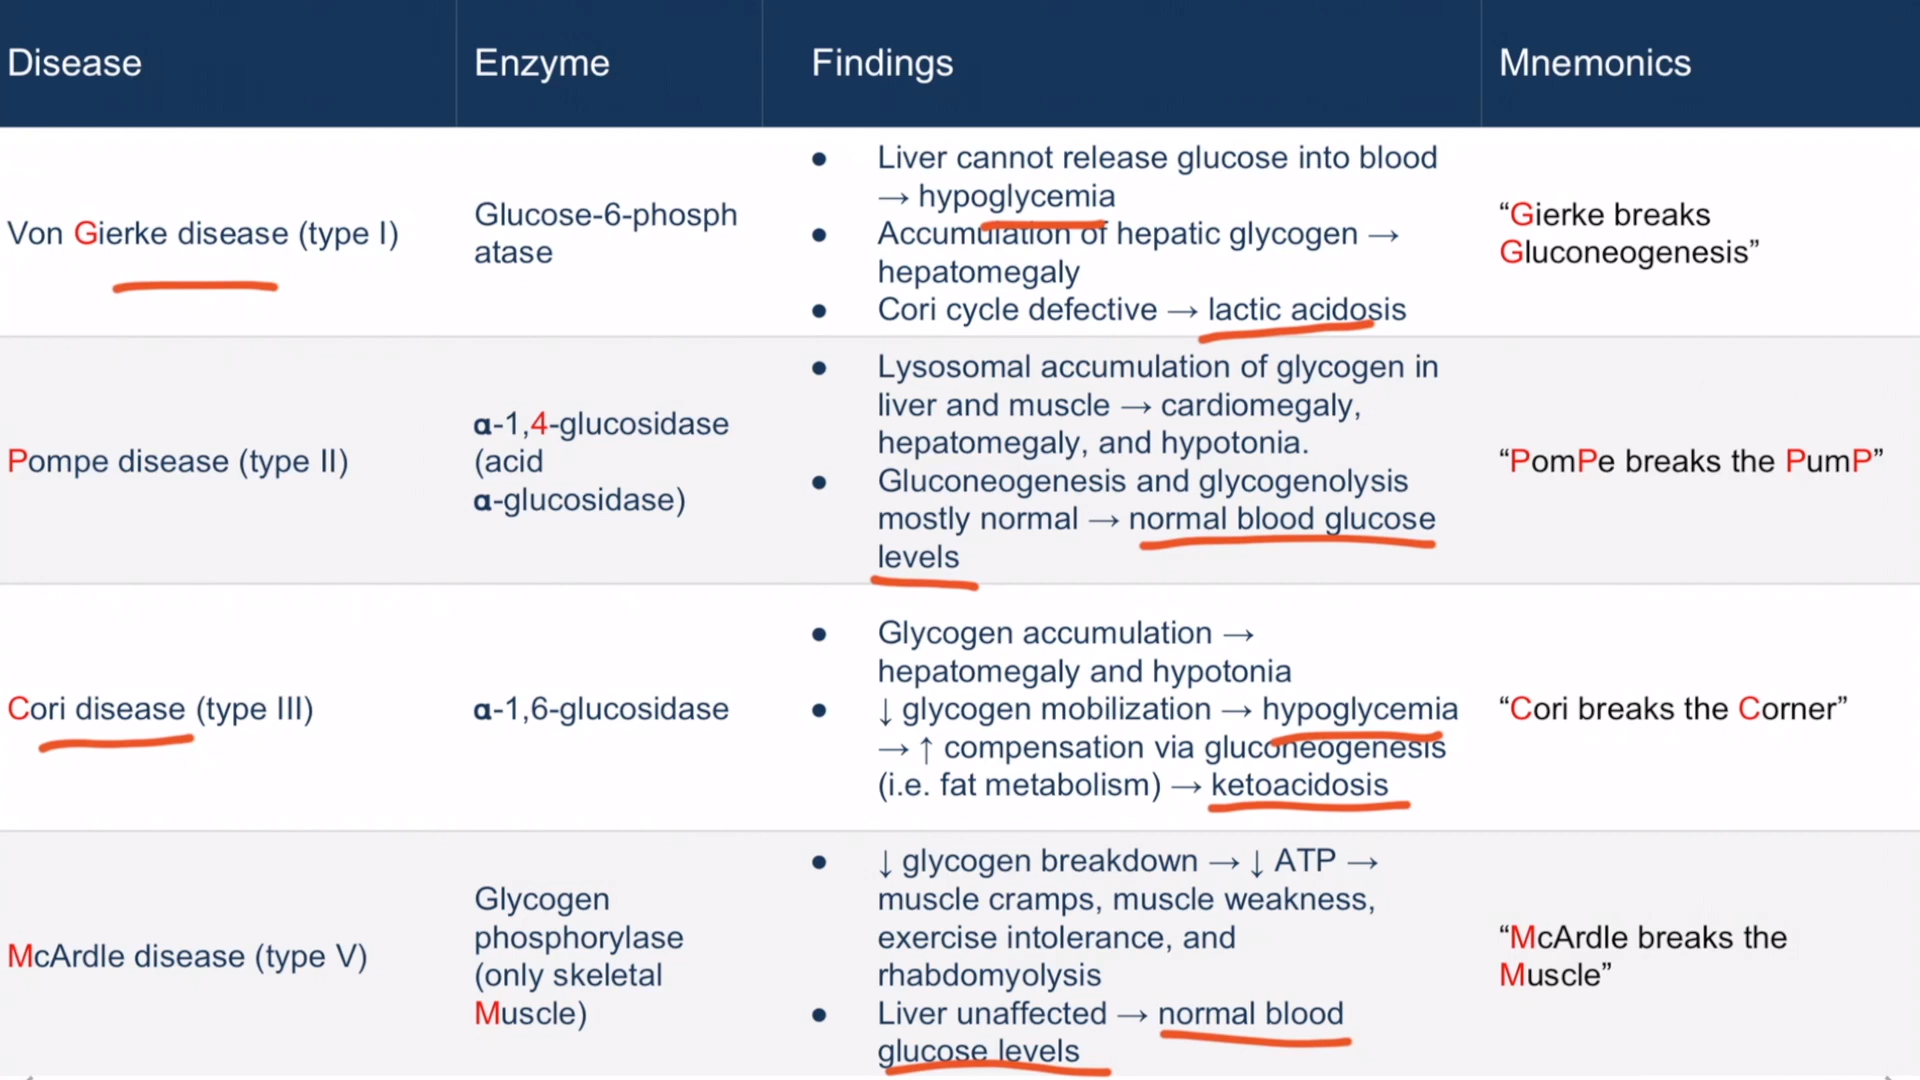 Disease
Enzyme
Findings
Mnemonics
Von Gierke disease (type I)
Glucose-6-phosph
atase
● Liver cannot release glucose into blood
→ hypoglycemia
● Accumulation of hepatic glycogen →
hepatomegaly
● Cori cycle defective → lactic acidosis
“Gierke breaks
Gluconeogenesis”
Pompe disease (type II)
α-1,4-glucosidase
(acid
α-glucosidase)
● Lysosomal accumulation of glycogen in
liver and muscle → cardiomegaly,
hepatomegaly, and hypotonia.
● Gluconeogenesis and glycogenolysis
mostly normal → normal blood glucose
levels
“PomPe breaks the PumP”
Cori disease (type III)
α-1,6-glucosidase
● Glycogen accumulation →
hepatomegaly and hypotonia
● ↓ glycogen mobilization → hypoglycemia
→ ↑ compensation via gluconeogenesis
(i.e. fat metabolism) → ketoacidosis
“Cori breaks the Corner”
McArdle disease (type V)
Glycogen
phosphorylase
(only skeletal
Muscle)
● ↓ glycogen breakdown → ↓ ATP →
muscle cramps, muscle weakness,
exercise intolerance, and
rhabdomyolysis
● Liver unaffected → normal blood
glucose levels
“McArdle breaks the
Muscle”